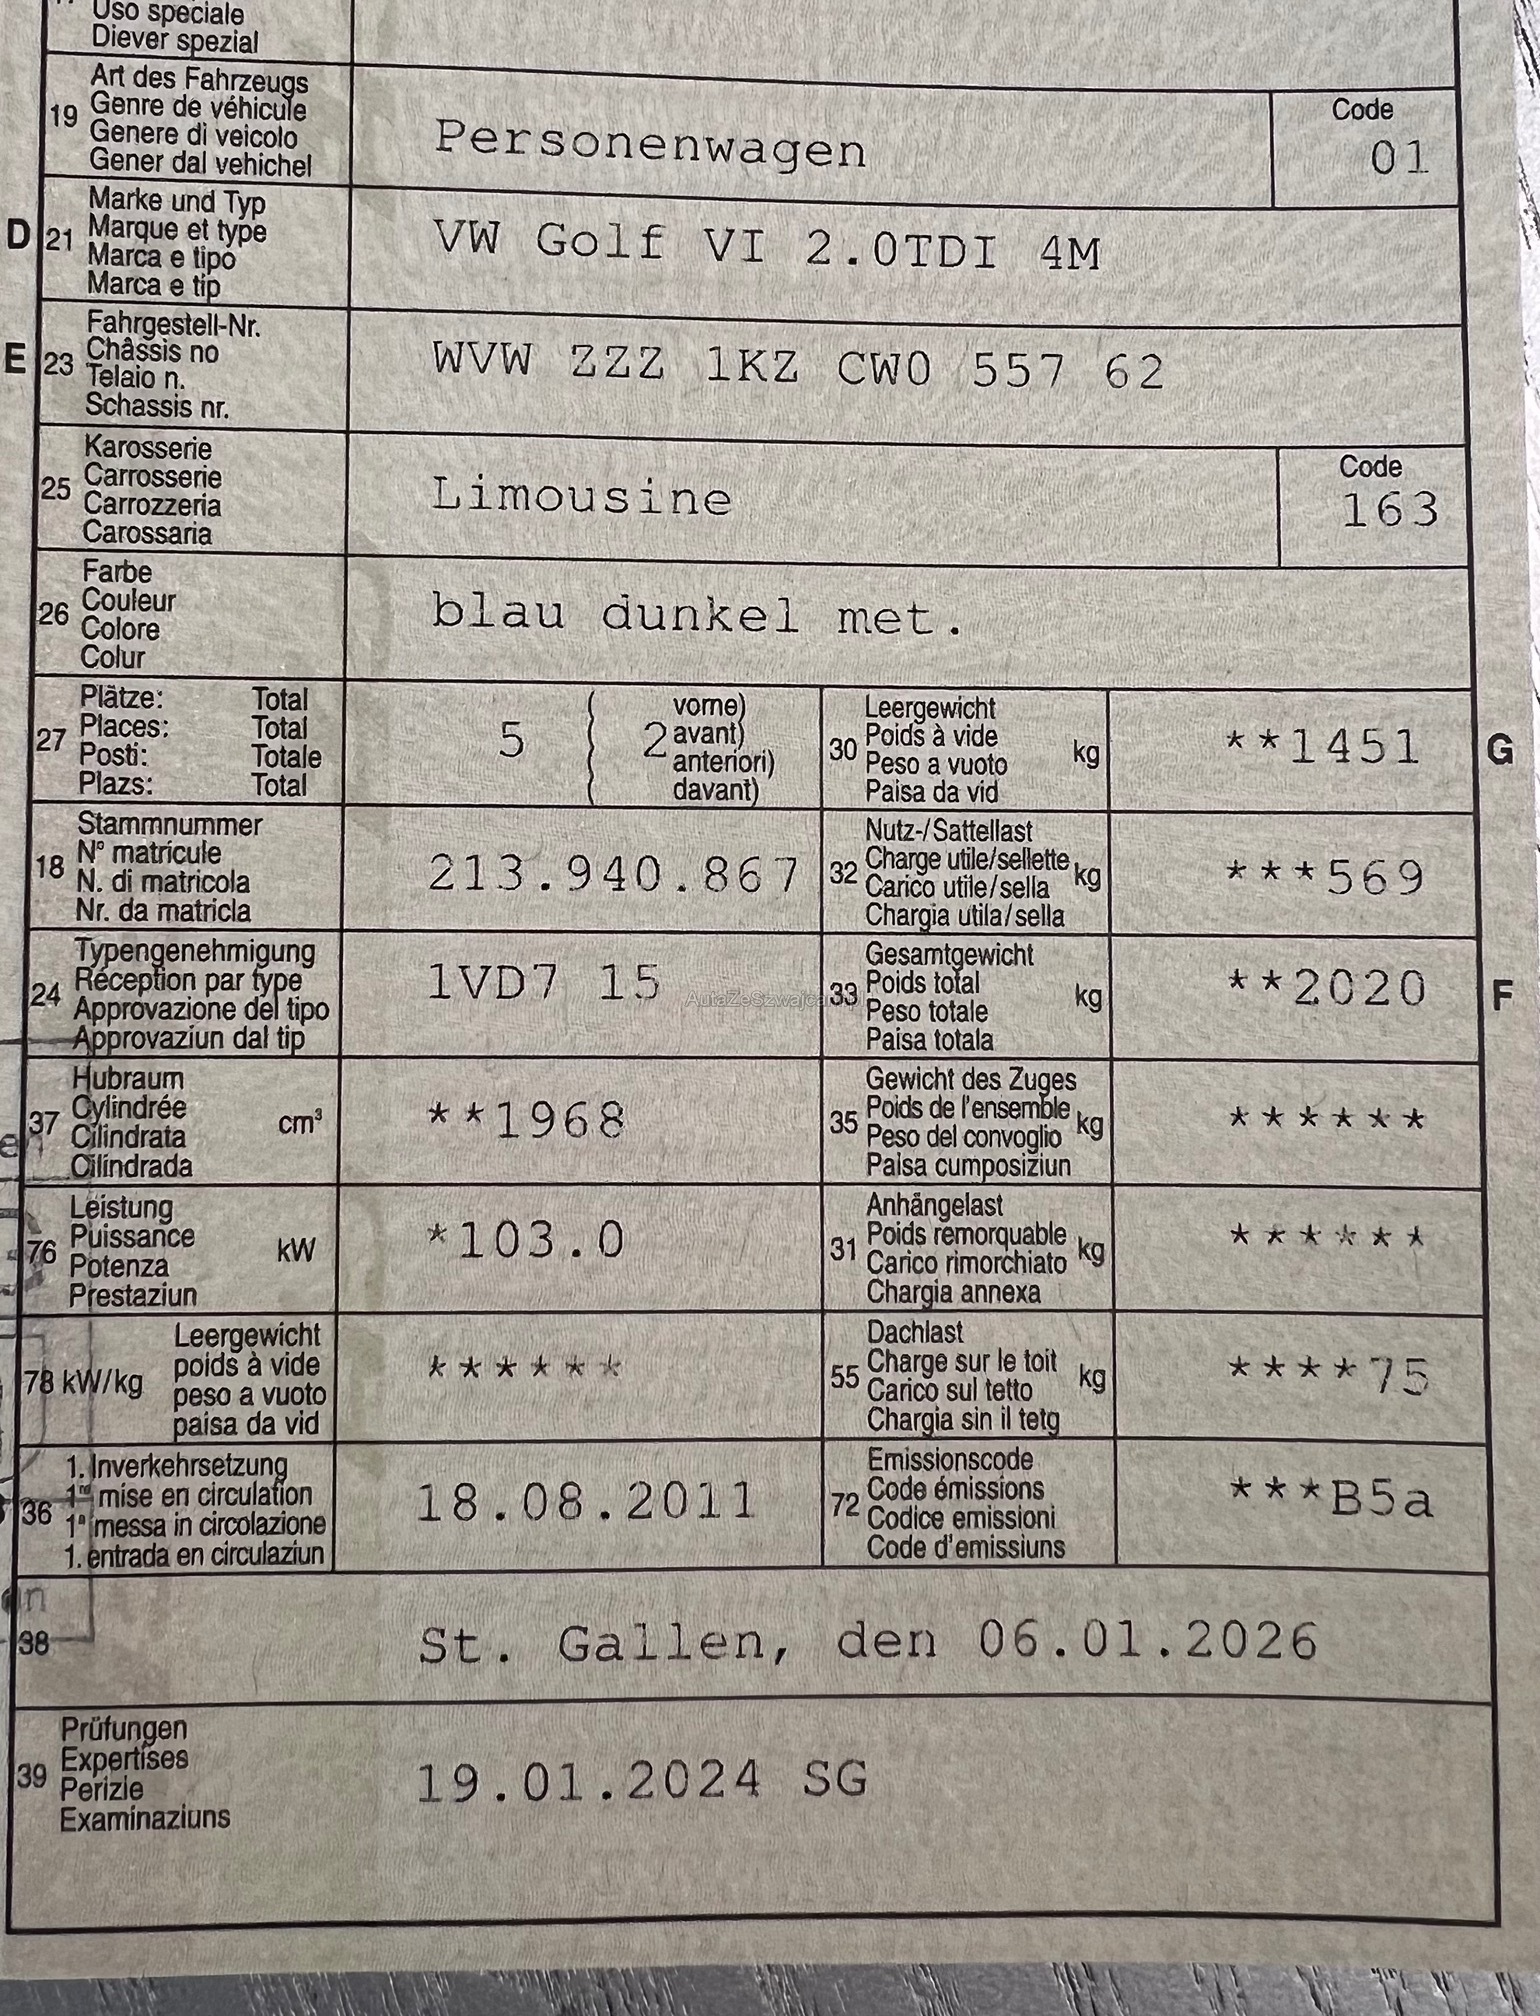 Uso speciale
Diever spezial
19 Art des Fahrzeugs
Genre de véhicule
Genere di veicolo
Gener dal vehichel
Personenwagen
Code
01
D 21 Marke und Typ
Marque et type
Marca e tipo
Marca e tip
VW Golf VI 2.0TDI 4M
E 23 Fahrgestell-Nr.
Châssis no
Telaio n.
Schassis nr.
WVW ZZZ 1KZ CW0 557 62
25 Karosserie
Carrosserie
Carrozzeria
Carossaria
Limousine
Code
163
26 Farbe
Couleur
Colore
Colur
blau dunkel met.
27 Plätze: Total
Places: Total
Posti: Totale
Plazs: Total
5 ( 2 vorne)
avant)
anteriori)
davant)
30 Leergewicht
Poids à vide
Peso a vuoto
Paisa da vid
kg
**1451
G
18 Stammnummer
N° matricule
N. di matricola
Nr. da matricla
213.940.867
32 Nutz-/Sattellast
Charge utile/sellette
Carico utile/sella
Chargia utila/sella
kg
***569
24 Typengenehmigung
Réception par type
Approvazione del tipo
Approvaziun dal tip
1VD7 15
33 Gesamtgewicht
Poids total
Peso totale
Paisa totala
kg
**2020
F
37 Hubraum
Cylindrée
Cilindrata
Cilindrada
cm³
**1968
35 Gewicht des Zuges
Poids de l'ensemble
Peso del convoglio
Paisa cumposiziun
kg
******
76 Leistung
Puissance
Potenza
Prestaziun
kW
*103.0
31 Anhängelast
Poids remorquable
Carico rimorchiato
Chargia annexa
kg
******
78 kW/kg Leergewicht
poids à vide
peso a vuoto
paisa da vid
******
55 Dachlast
Charge sur le toit
Carico sul tetto
Chargia sin il tetg
kg
****75
36 1. Inverkehrsetzung
1re mise en circulation
1ª messa in circolazione
1. entrada en circulaziun
18.08.2011
72 Emissionscode
Code émissions
Codice emissioni
Code d'emissiuns
***B5a
38
St. Gallen, den 06.01.2026
39 Prüfungen
Expertises
Perizie
Examinaziuns
19.01.2024 SG